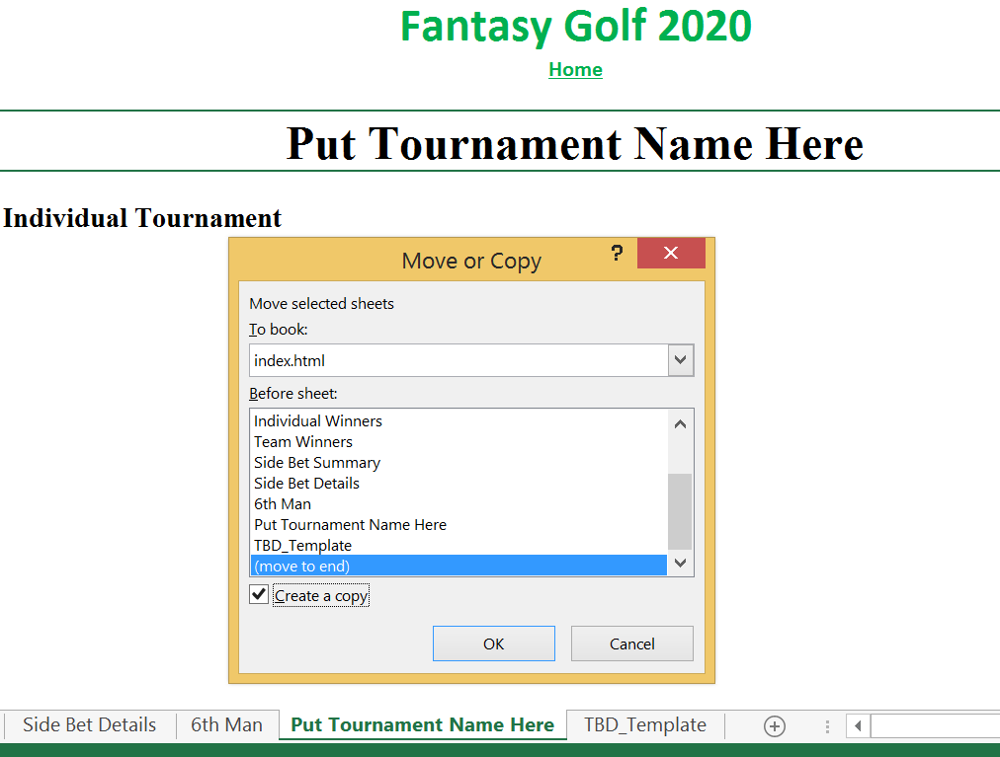 Fantasy Golf 2020
Home
Put Tournament Name Here
Individual Tournament
Move or Copy
?
Move selected sheets
To book:
index.html
Before sheet:
Individual Winners
Team Winners
Side Bet Summary
Side Bet Details
6th Man
Put Tournament Name Here
TBD_Template
(move to end)
Create a copy
OK Cancel
Side Bet Details 6th Man Put Tournament Name Here TBD_Template